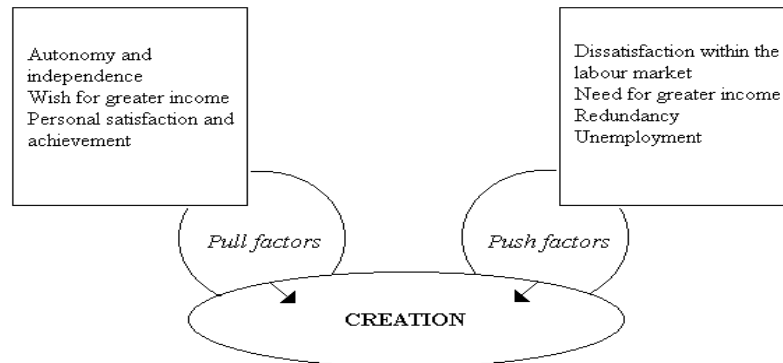 Autonomy and
independence
Wish for greater income
Personal satisfaction and
achievement
Dissatisfaction within the
labour market
Need for greater income
Redundancy
Unemployment
Pull factors
Push factors
CREATION